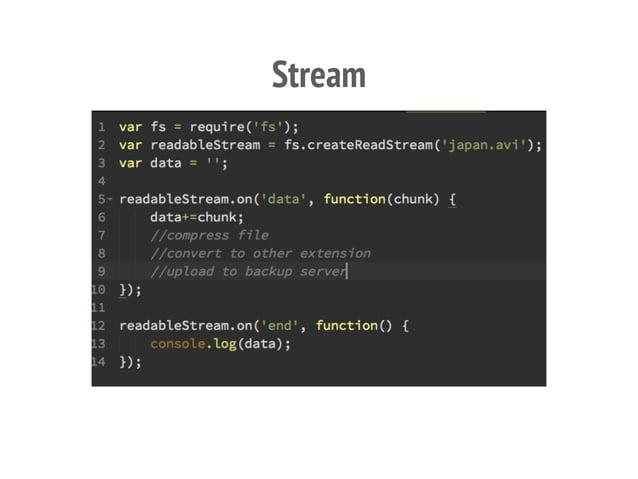 Stream
1 var fs = require('fs');
2 var readableStream = fs.createReadStream('japan.avi');
3 var data = '';
4
5 readableStream.on('data', function(chunk) {
6 data+=chunk;
7 //compress file
8 //convert to other extension
9 //upload to backup server
10 });
11
12 readableStream.on('end', function() {
13 console.log(data);
14 });